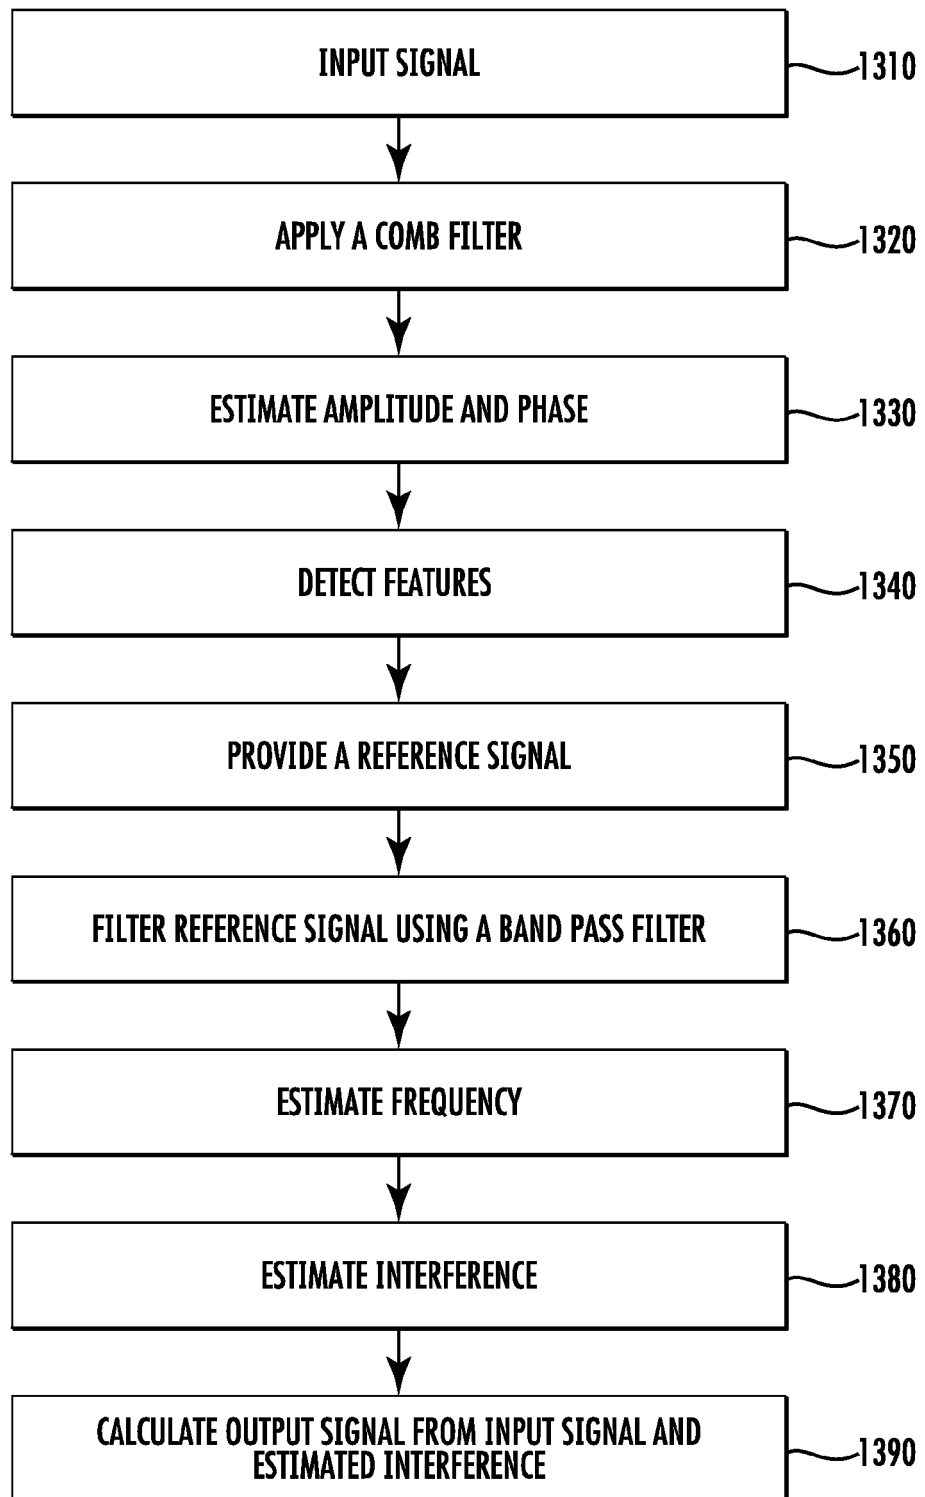 INPUT SIGNAL
1310
APPLY A COMB FILTER
1320
ESTIMATE AMPLITUDE AND PHASE
1330
DETECT FEATURES
1340
PROVIDE A REFERENCE SIGNAL
1350
FILTER REFERENCE SIGNAL USING A BAND PASS FILTER
1360
ESTIMATE FREQUENCY
1370
ESTIMATE INTERFERENCE
1380
CALCULATE OUTPUT SIGNAL FROM INPUT SIGNAL AND
ESTIMATED INTERFERENCE
1390